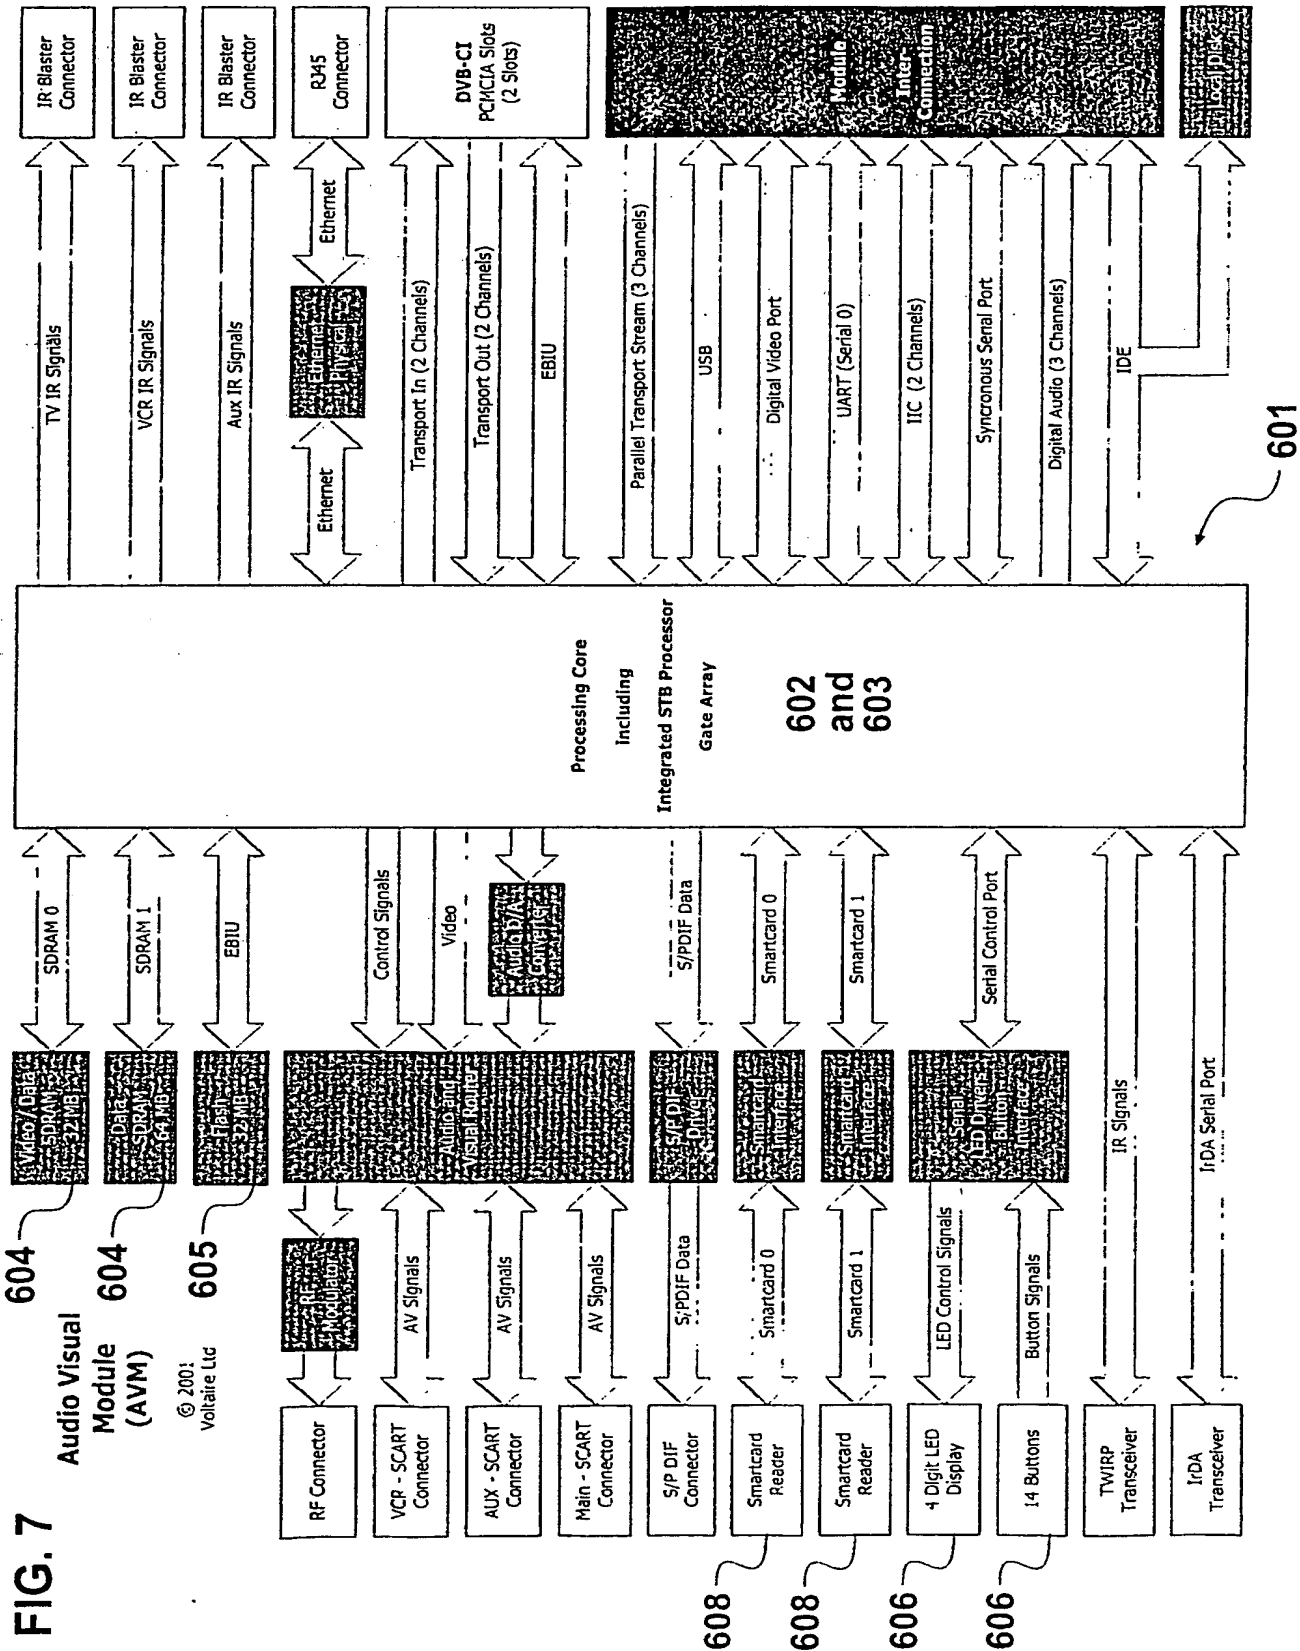 FIG. 7
Audio Visual
Module
(AVM)
© 2001
Voltaire Ltd
604
604
605
Video/Data
SDRAM
32MB
Data
SDRAM
64 MB
Flash
32MB
SDRAM 0
SDRAM 1
EBIU
RF Connector
VCR - SCART
Connector
AUX - SCART
Connector
Main - SCART
Connector
S/P DIF
Connector
Smartcard
Reader
Smartcard
Reader
4 Digit LED
Display
14 Buttons
TWIRP
Transceiver
IrDA
Transceiver
608
608
606
606
RF
Modulator
AV Signals
AV Signals
AV Signals
S/PDIF Data
Smartcard 0
Smartcard 1
LED Control Signals
Button Signals
IR Signals
IrDA Serial Port
Audio and
Visual Router
S/P DIF
Driver
Smartcard
Interface
Smartcard
Interface
Serial
LED Driver
Button
Interface
Control Signals
Video
Audio D/A
Converter
S/PDIF Data
Smartcard 0
Smartcard 1
Serial Control Port
Processing Core
Including
Integrated STB Processor
Gate Array
602
and
603
TV IR Signals
VCR IR Signals
Aux IR Signals
Ethernet
Ethernet
Physical
Ethernet
Transport In (2 Channels)
Transport Out (2 Channels)
EBIU
Parallel Transport Stream (3 Channels)
USB
Digital Video Port
UART (Serial 0)
IIC (2 Channels)
Syncronous Serial Port
Digital Audio (3 Channels)
IDE
601
IR Blaster
Connector
IR Blaster
Connector
IR Blaster
Connector
RJ45
Connector
DVB-CI
PCMCIA Slots
(2 Slots)
Module
Inter
Connection
Local Disk